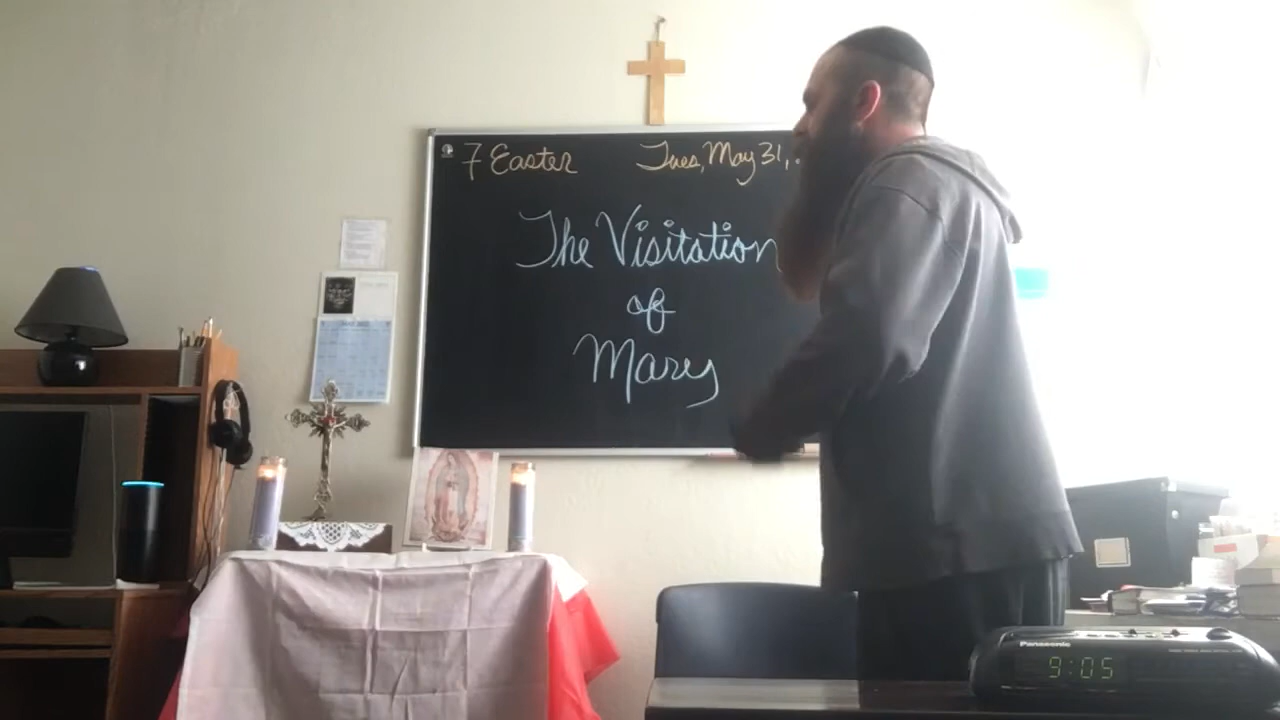 7 Easter Tues, May 31,
The Visitation
of
Mary
Panasonic
9:05